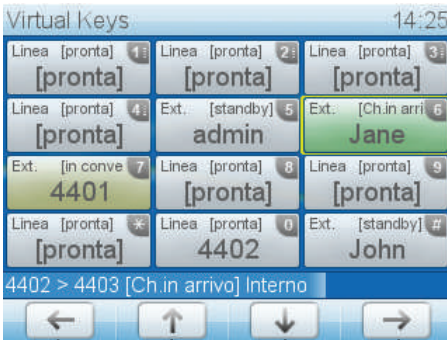 Virtual Keys 14:25
Linea [pronta] 1 Linea [pronta] 2 Linea [pronta] 3
[pronta] [pronta] [pronta]
Linea [pronta] 4 Ext. [standby] 5 Ext. [Ch.in arri 6
[pronta] admin Jane
Ext. [in conve 7 Linea [pronta] 8 Linea [pronta] 9
4401 [pronta] [pronta]
Linea [pronta] * Linea [pronta] 0 Ext. [standby] #
[pronta] 4402 John
4402 > 4403 [Ch.in arrivo] Interno